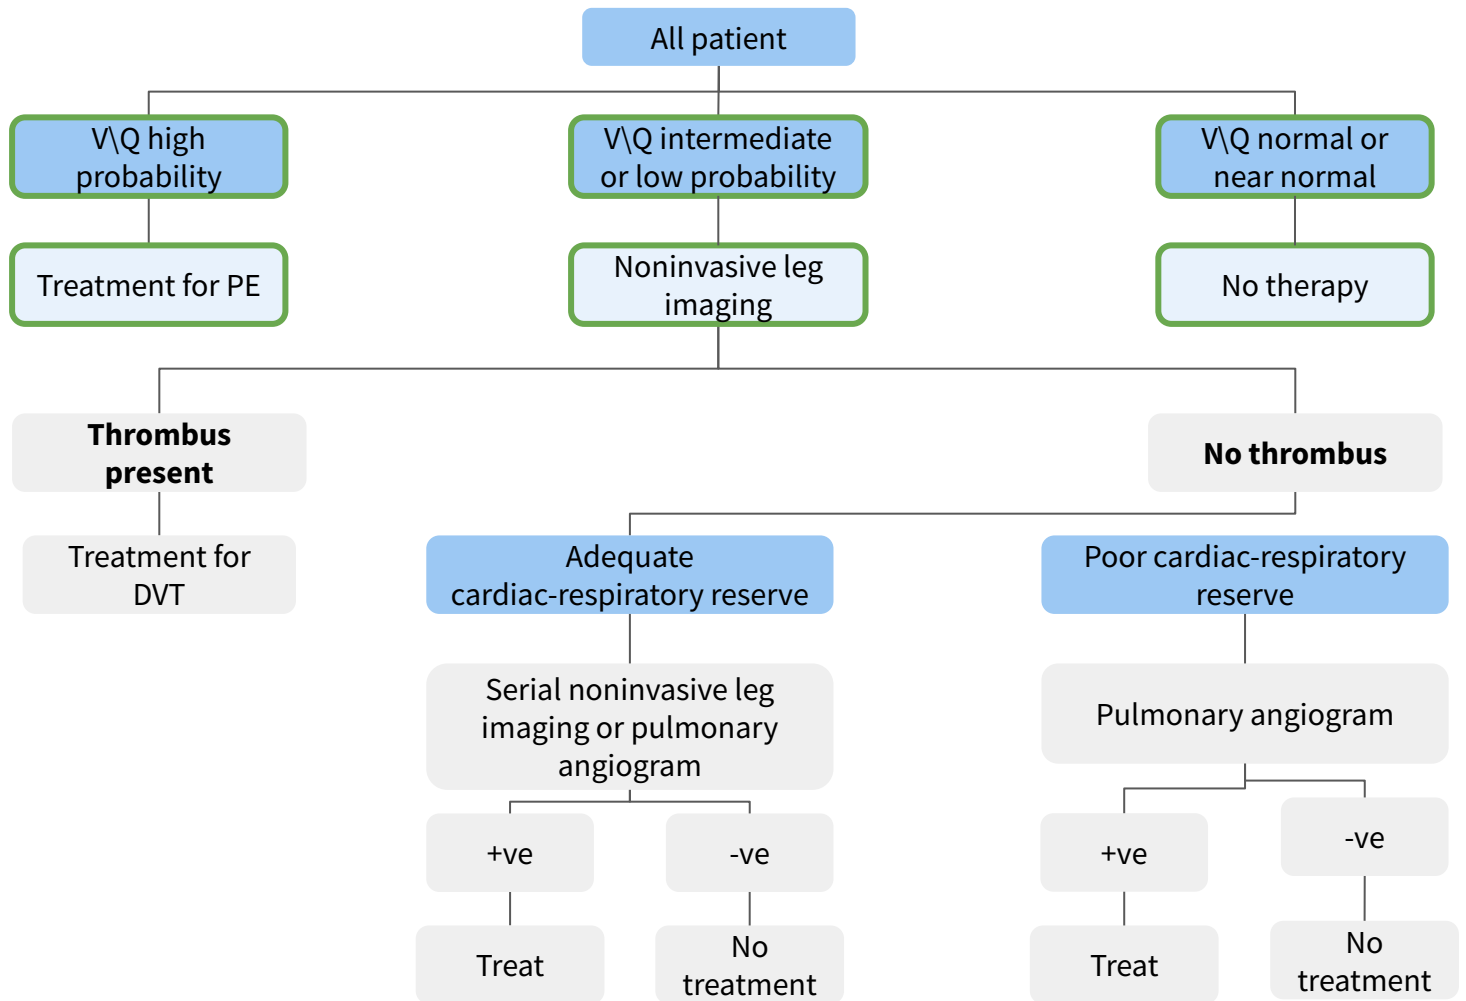 All patient
V\Q high
probability
V\Q intermediate
or low probability
V\Q normal or
near normal
Treatment for PE
Noninvasive leg
imaging
No therapy
Thrombus
present
No thrombus
Treatment for
DVT
Adequate
cardiac-respiratory reserve
Poor cardiac-respiratory
reserve
Serial noninvasive leg
imaging or pulmonary
angiogram
Pulmonary angiogram
+ve
-ve
+ve
-ve
Treat
No
treatment
Treat
No
treatment